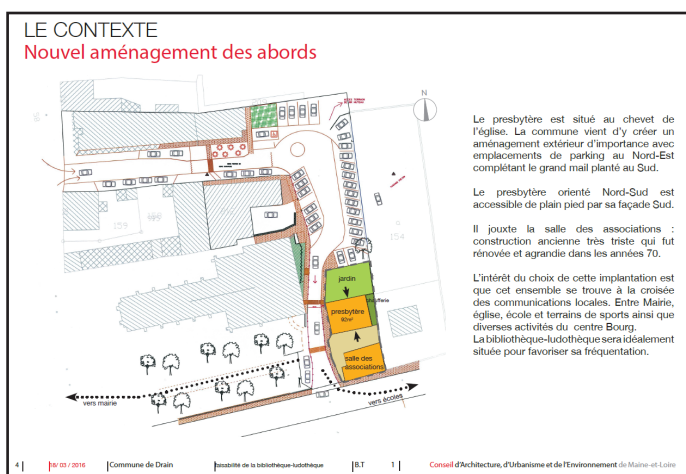 LE CONTEXTE
Nouvel aménagement des abords
N
159
154
jardin
chaufferie
presbytère
salle des
associations
vers mairie
vers écoles
Le presbytère est situé au chevet de
l'église. La commune vient d'y créer un
aménagement extérieur d'importance avec
emplacements de parking au Nord-Est
complétant le grand mail planté au Sud.
Le presbytère orienté Nord-Sud est
accessible de plain pied par sa façade Sud.
Il jouxte la salle des associations :
construction ancienne très triste qui fut
rénovée et agrandie dans les années 70.
L'intérêt du choix de cette implantation est
que cet ensemble se trouve à la croisée
des communications locales. Entre Mairie,
église, école et terrains de sports ainsi que
diverses activités du centre Bourg.
La bibliothèque-ludothèque sera idéalement
située pour favoriser sa fréquentation.
4 | 18/ 03 / 2016 | Commune de Drain | faisabilité de la bibliothèque-ludothèque | B.T 1 | Conseil d'Architecture, d'Urbanisme et de l'Environnement de Maine-et-Loire